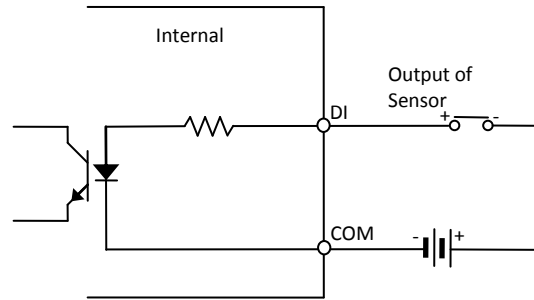 Internal
Output of
Sensor
DI
+ -
COM
- +